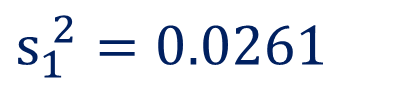 s₁² = 0.0261